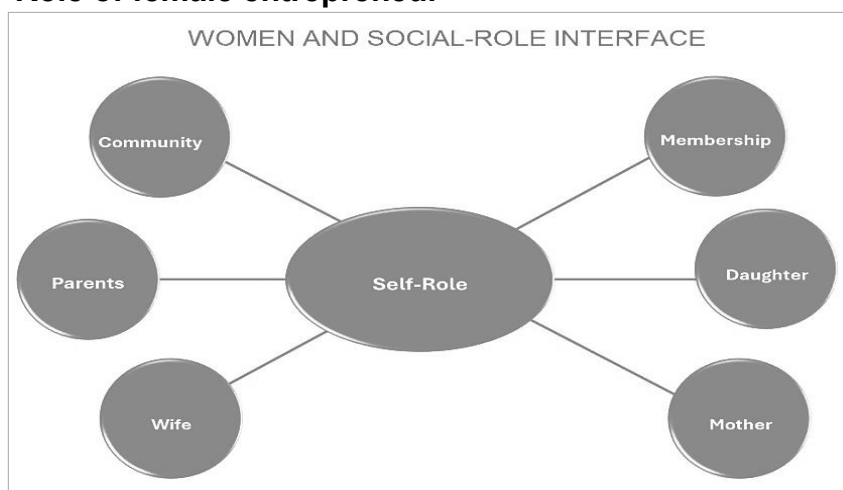 Role of female entrepreneur
WOMEN AND SOCIAL-ROLE INTERFACE
Community
Membership
Parents
Self-Role
Daughter
Wife
Mother